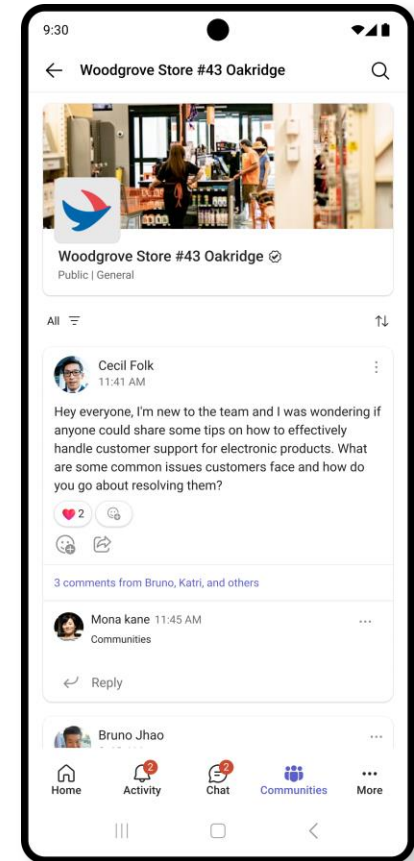 9:30
Woodgrove Store #43 Oakridge
Woodgrove Store #43 Oakridge
Public | General
All
Cecil Folk
11:41 AM
Hey everyone, I'm new to the team and I was wondering if
anyone could share some tips on how to effectively
handle customer support for electronic products. What
are some common issues customers face and how do
you go about resolving them?
2
3 comments from Bruno, Katri, and others
Mona kane 11:45 AM
Communities
Reply
Bruno Jhao
2
2
Home
Activity
Chat
Communities
More